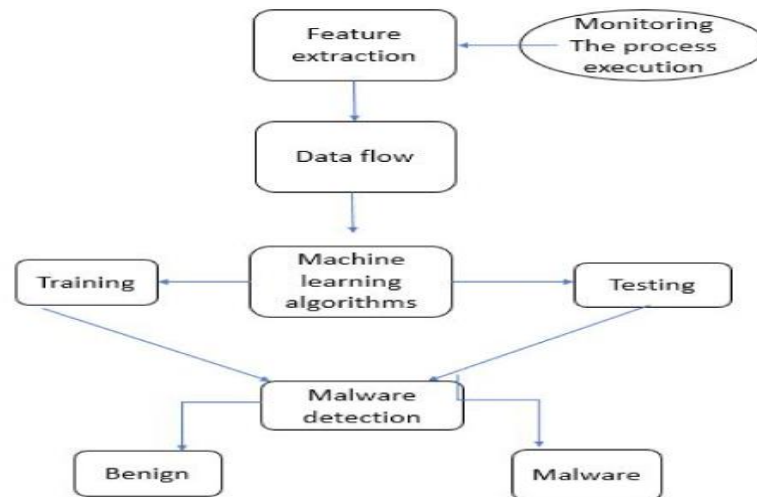 Feature
extraction
Monitoring
The process
execution
Data flow
Machine
learning
algorithms
Training
Testing
Malware
detection
Benign
Malware